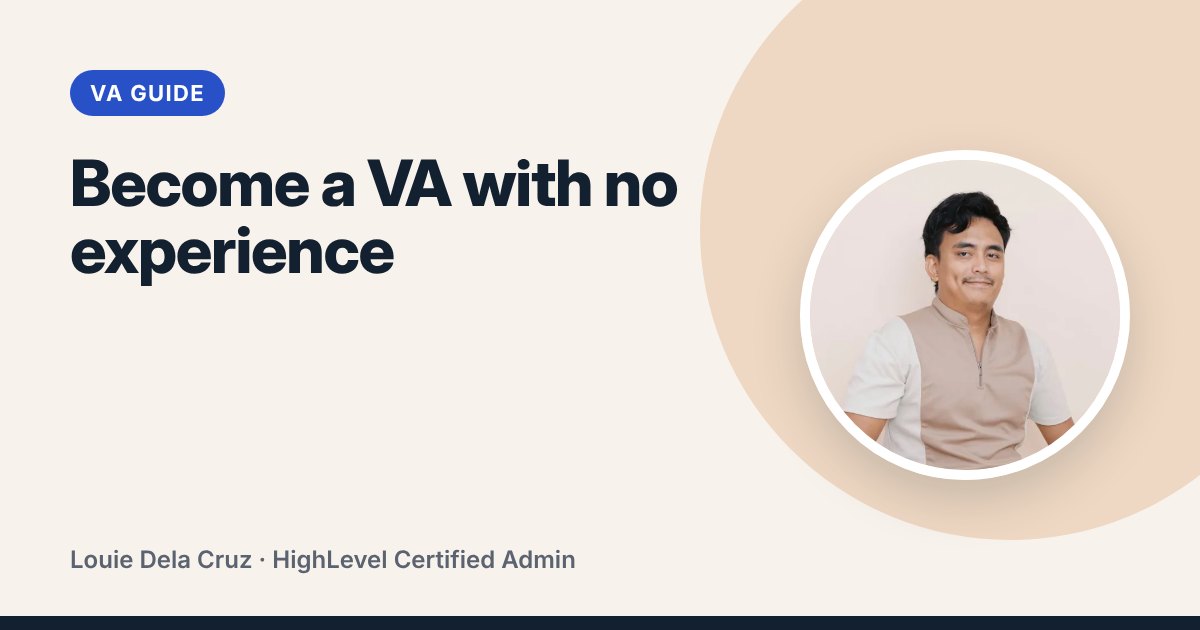 VA GUIDE
Become a VA with no
experience
Louie Dela Cruz · HighLevel Certified Admin